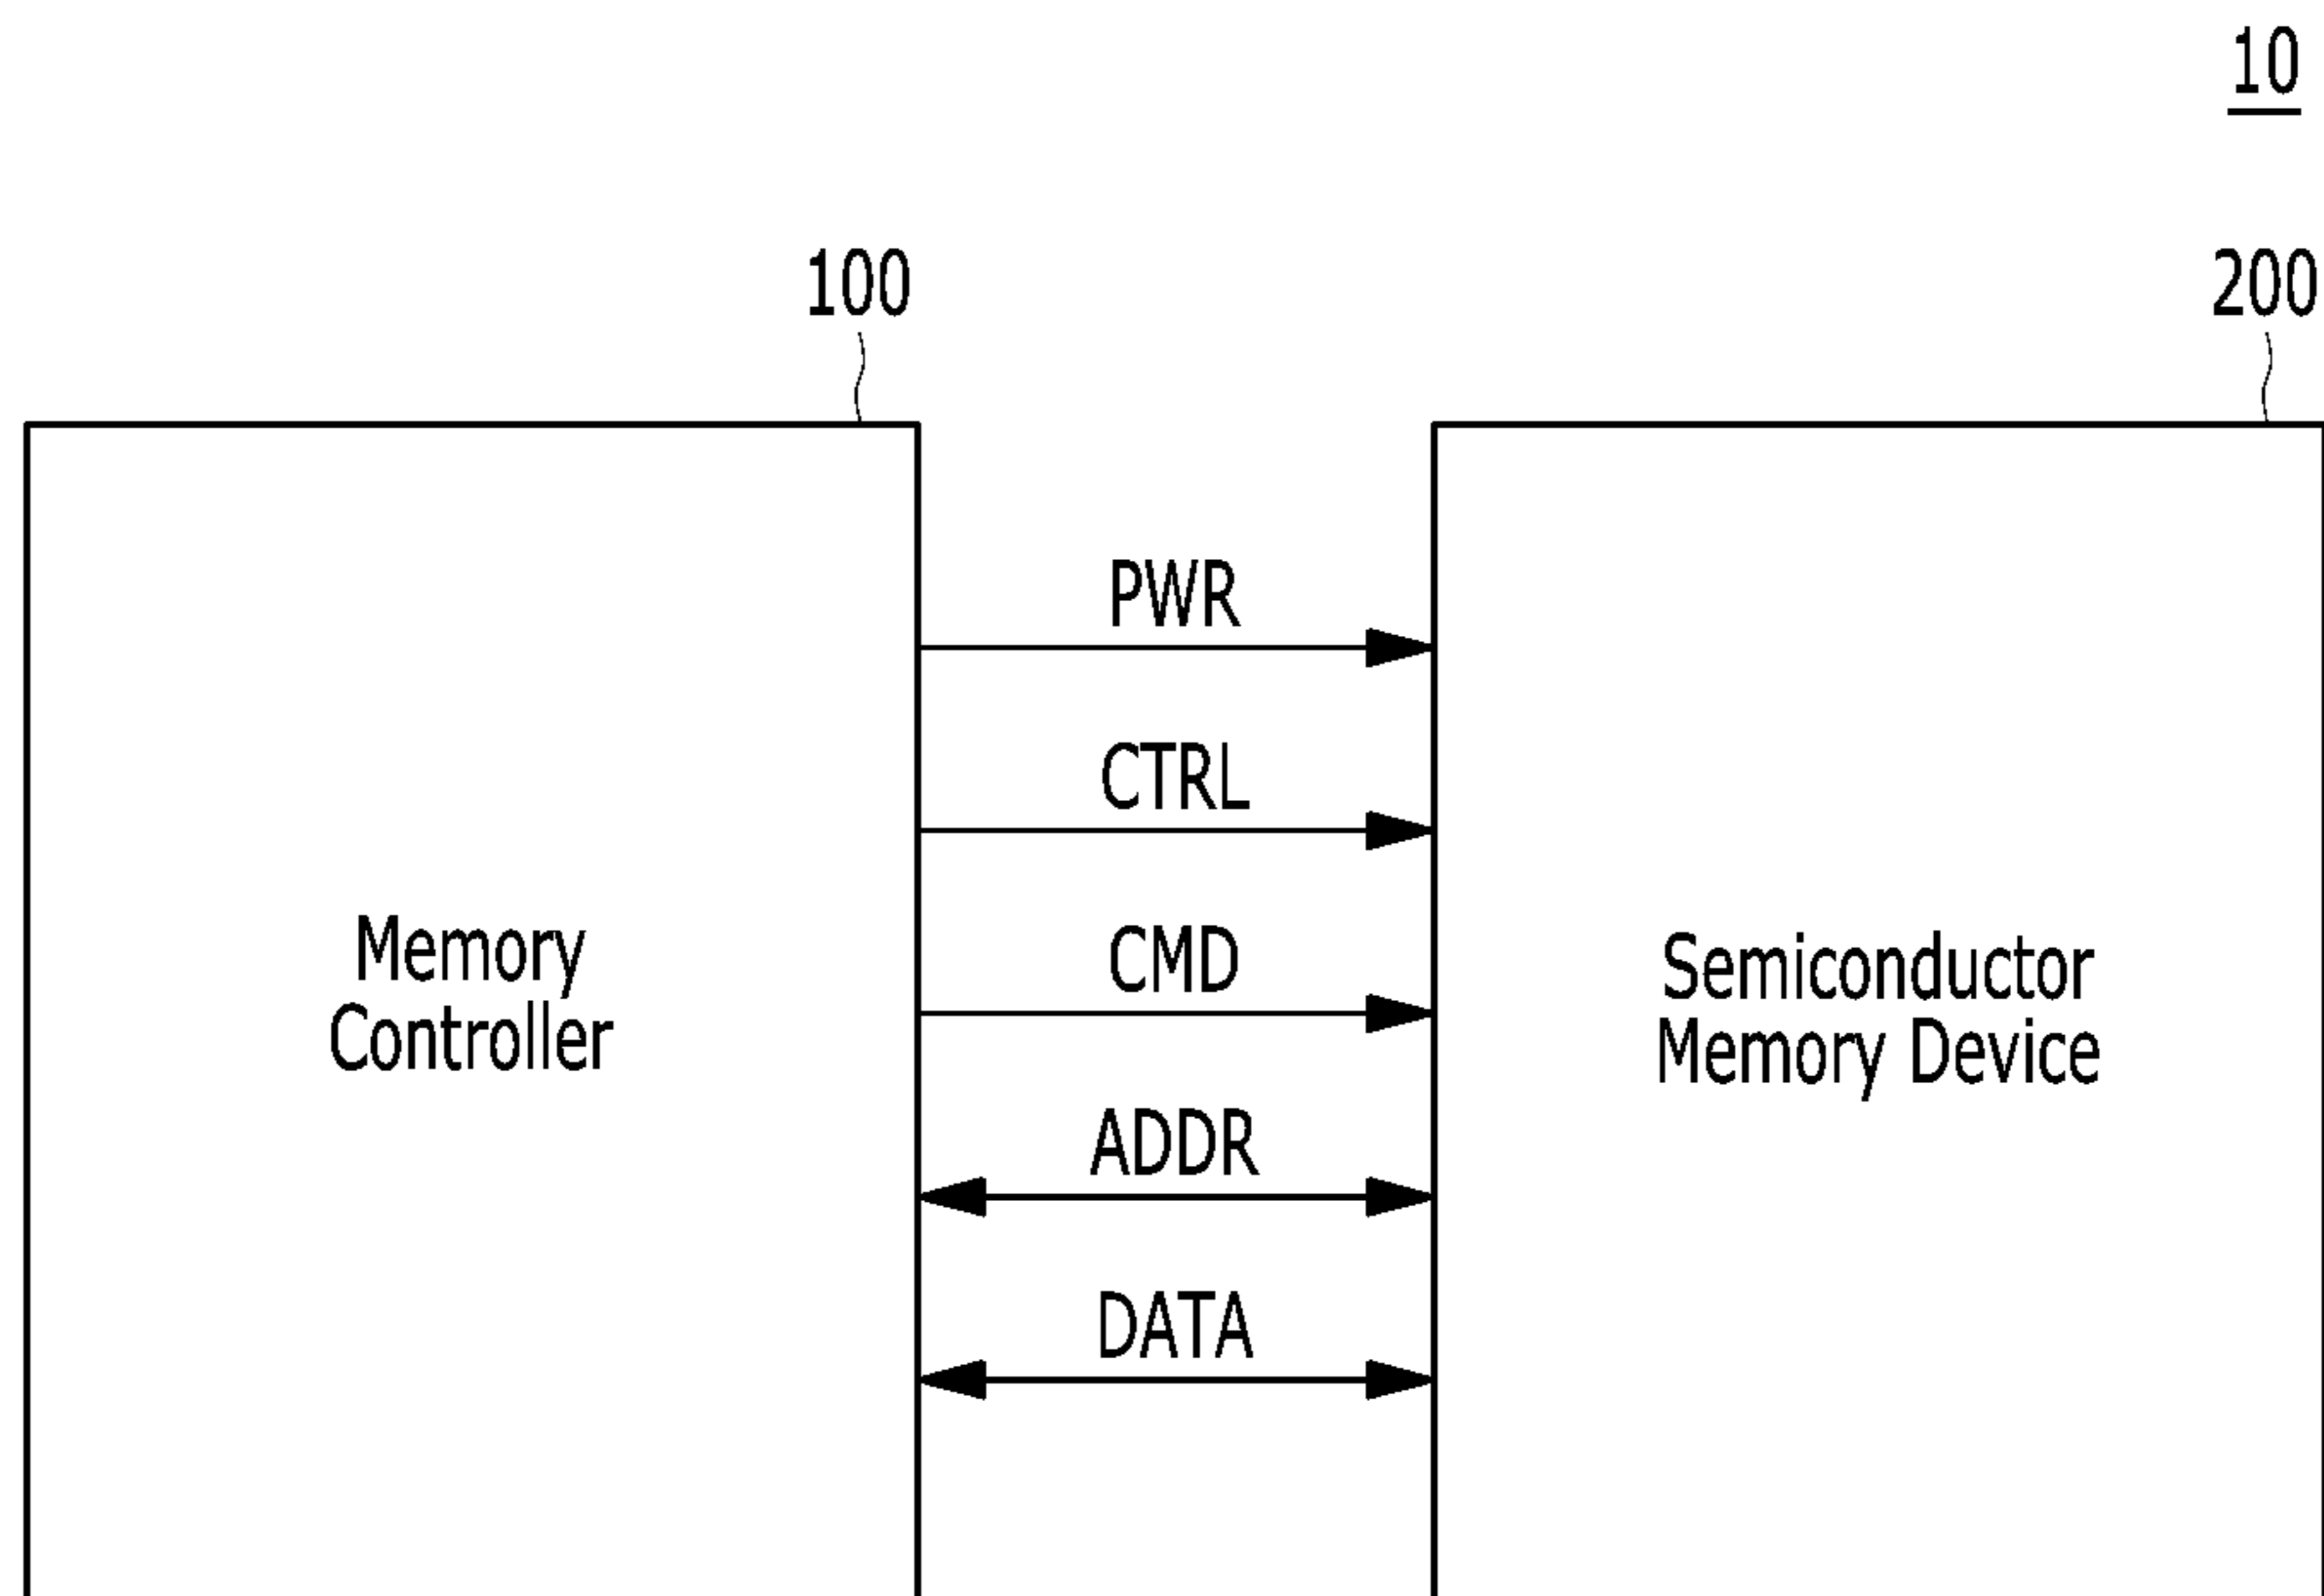 10
100
200
PWR
CTRL
CMD
ADDR
DATA
Memory
Controller
Semiconductor
Memory Device